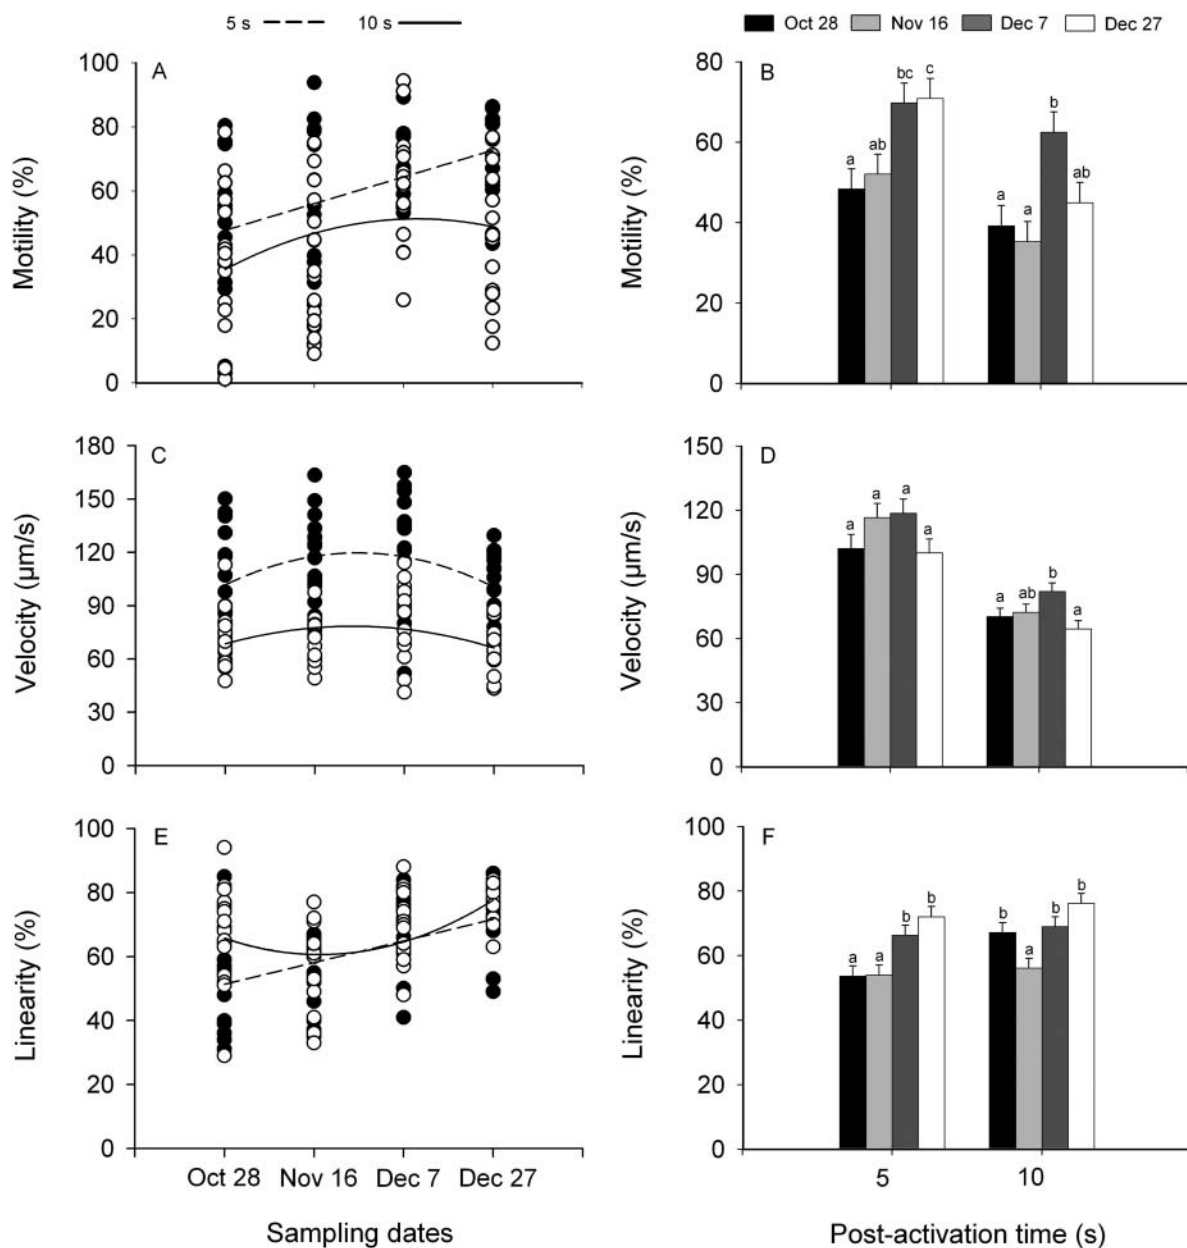 5 s 10 s
Oct 28 Nov 16 Dec 7 Dec 27
A
Motility (%)
100
80
60
40
20
0
B
Motility (%)
80
60
40
20
0
a ab bc c a a b ab
C
Velocity (µm/s)
180
150
120
90
60
30
0
D
Velocity (µm/s)
150
120
90
60
30
0
a a a a a ab b a
E
Linearity (%)
100
80
60
40
20
0
Oct 28 Nov 16 Dec 7 Dec 27
Sampling dates
F
Linearity (%)
100
80
60
40
20
0
a a b b b a b b
5 10
Post-activation time (s)